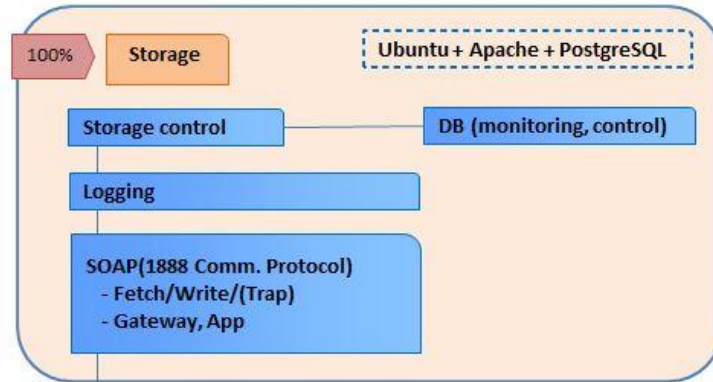 100%
Storage
Ubuntu + Apache + PostgreSQL
Storage control
DB (monitoring, control)
Logging
SOAP(1888 Comm. Protocol)
- Fetch/Write/(Trap)
- Gateway, App